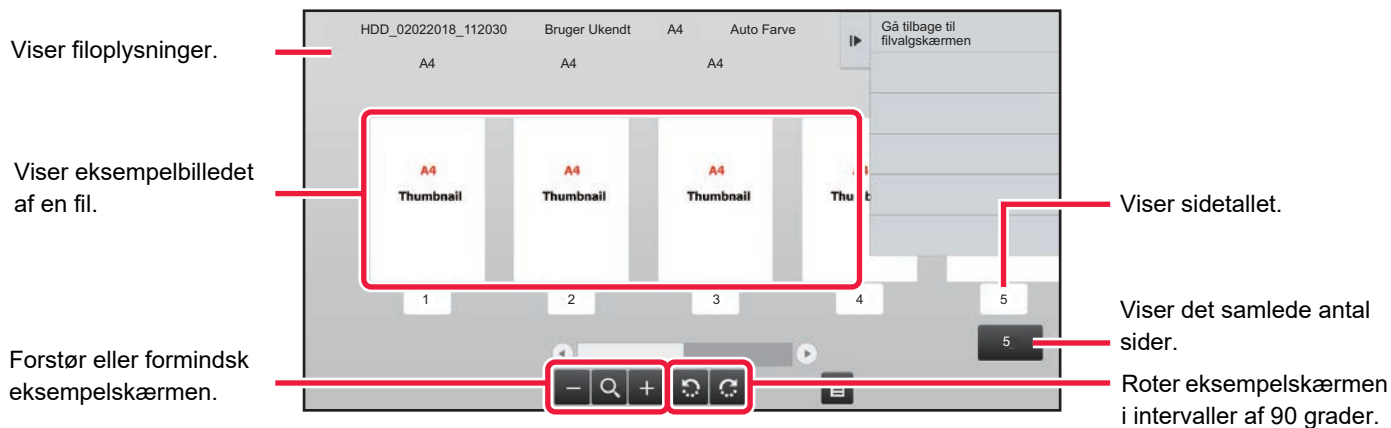 HDD_02022018_112030 Bruger Ukendt A4 Auto Farve
A4 A4 A4
Gå tilbage til
filvalgskærmen
Viser filoplysninger.
Viser eksempelbilledet
af en fil.
A4
Thumbnail
A4
Thumbnail
A4
Thumbnail
1 2 3 4 5
5
Viser sidetallet.
Viser det samlede antal
sider.
Forstør eller formindsk
eksempelskærmen.
Roter eksempelskærmen
i intervaller af 90 grader.